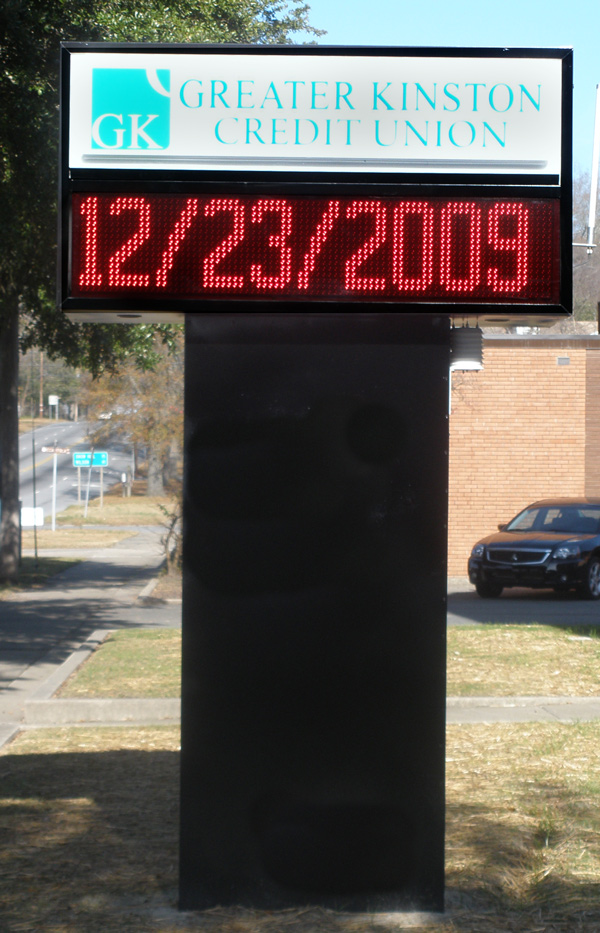 GREATER KINSTON
GK CREDIT UNION
12/23/2009